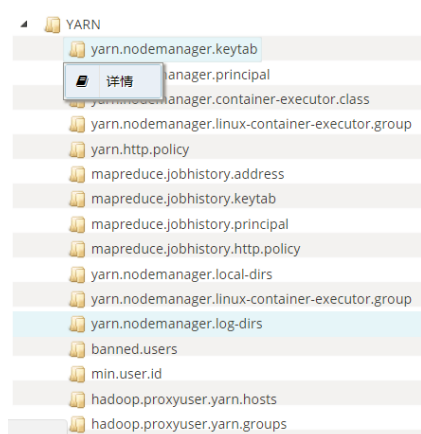 YARN
yarn.nodemanager.keytab
详情
anager.principal
yarn.nodemanager.container-executor.class
yarn.nodemanager.linux-container-executor.group
yarn.http.policy
mapreduce.jobhistory.address
mapreduce.jobhistory.keytab
mapreduce.jobhistory.principal
mapreduce.jobhistory.http.policy
yarn.nodemanager.local-dirs
yarn.nodemanager.linux-container-executor.group
yarn.nodemanager.log-dirs
banned.users
min.user.id
hadoop.proxyuser.yarn.hosts
hadoop.proxyuser.yarn.groups